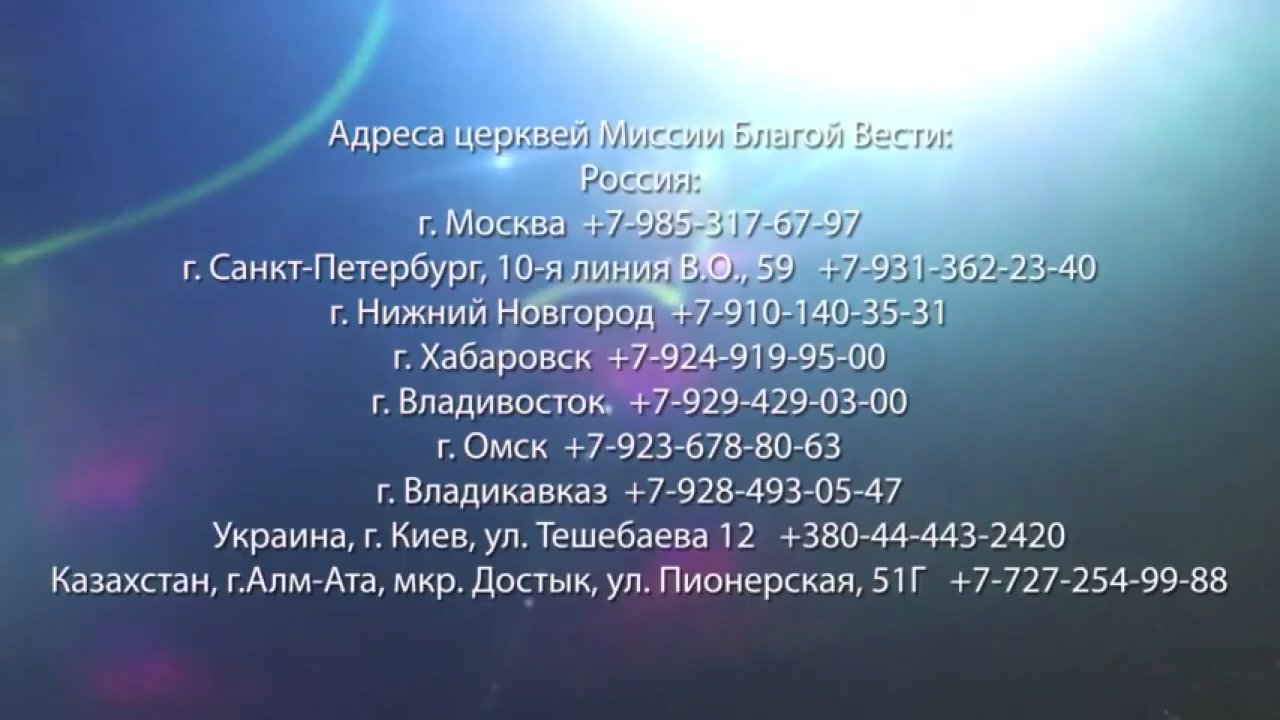 Адреса церквей Миссии Благой Вести:
Россия:
г. Москва +7-985-317-67-97
г. Санкт-Петербург, 10-я линия В.О., 59 +7-931-362-23-40
г. Нижний Новгород +7-910-140-35-31
г. Хабаровск +7-924-919-95-00
г. Владивосток +7-929-429-03-00
г. Омск +7-923-678-80-63
г. Владикавказ +7-928-493-05-47
Украина, г. Киев, ул. Тешебаева 12 +380-44-443-2420
Казахстан, г.Алм-Ата, мкр. Достык, ул. Пионерская, 51Г +7-727-254-99-88